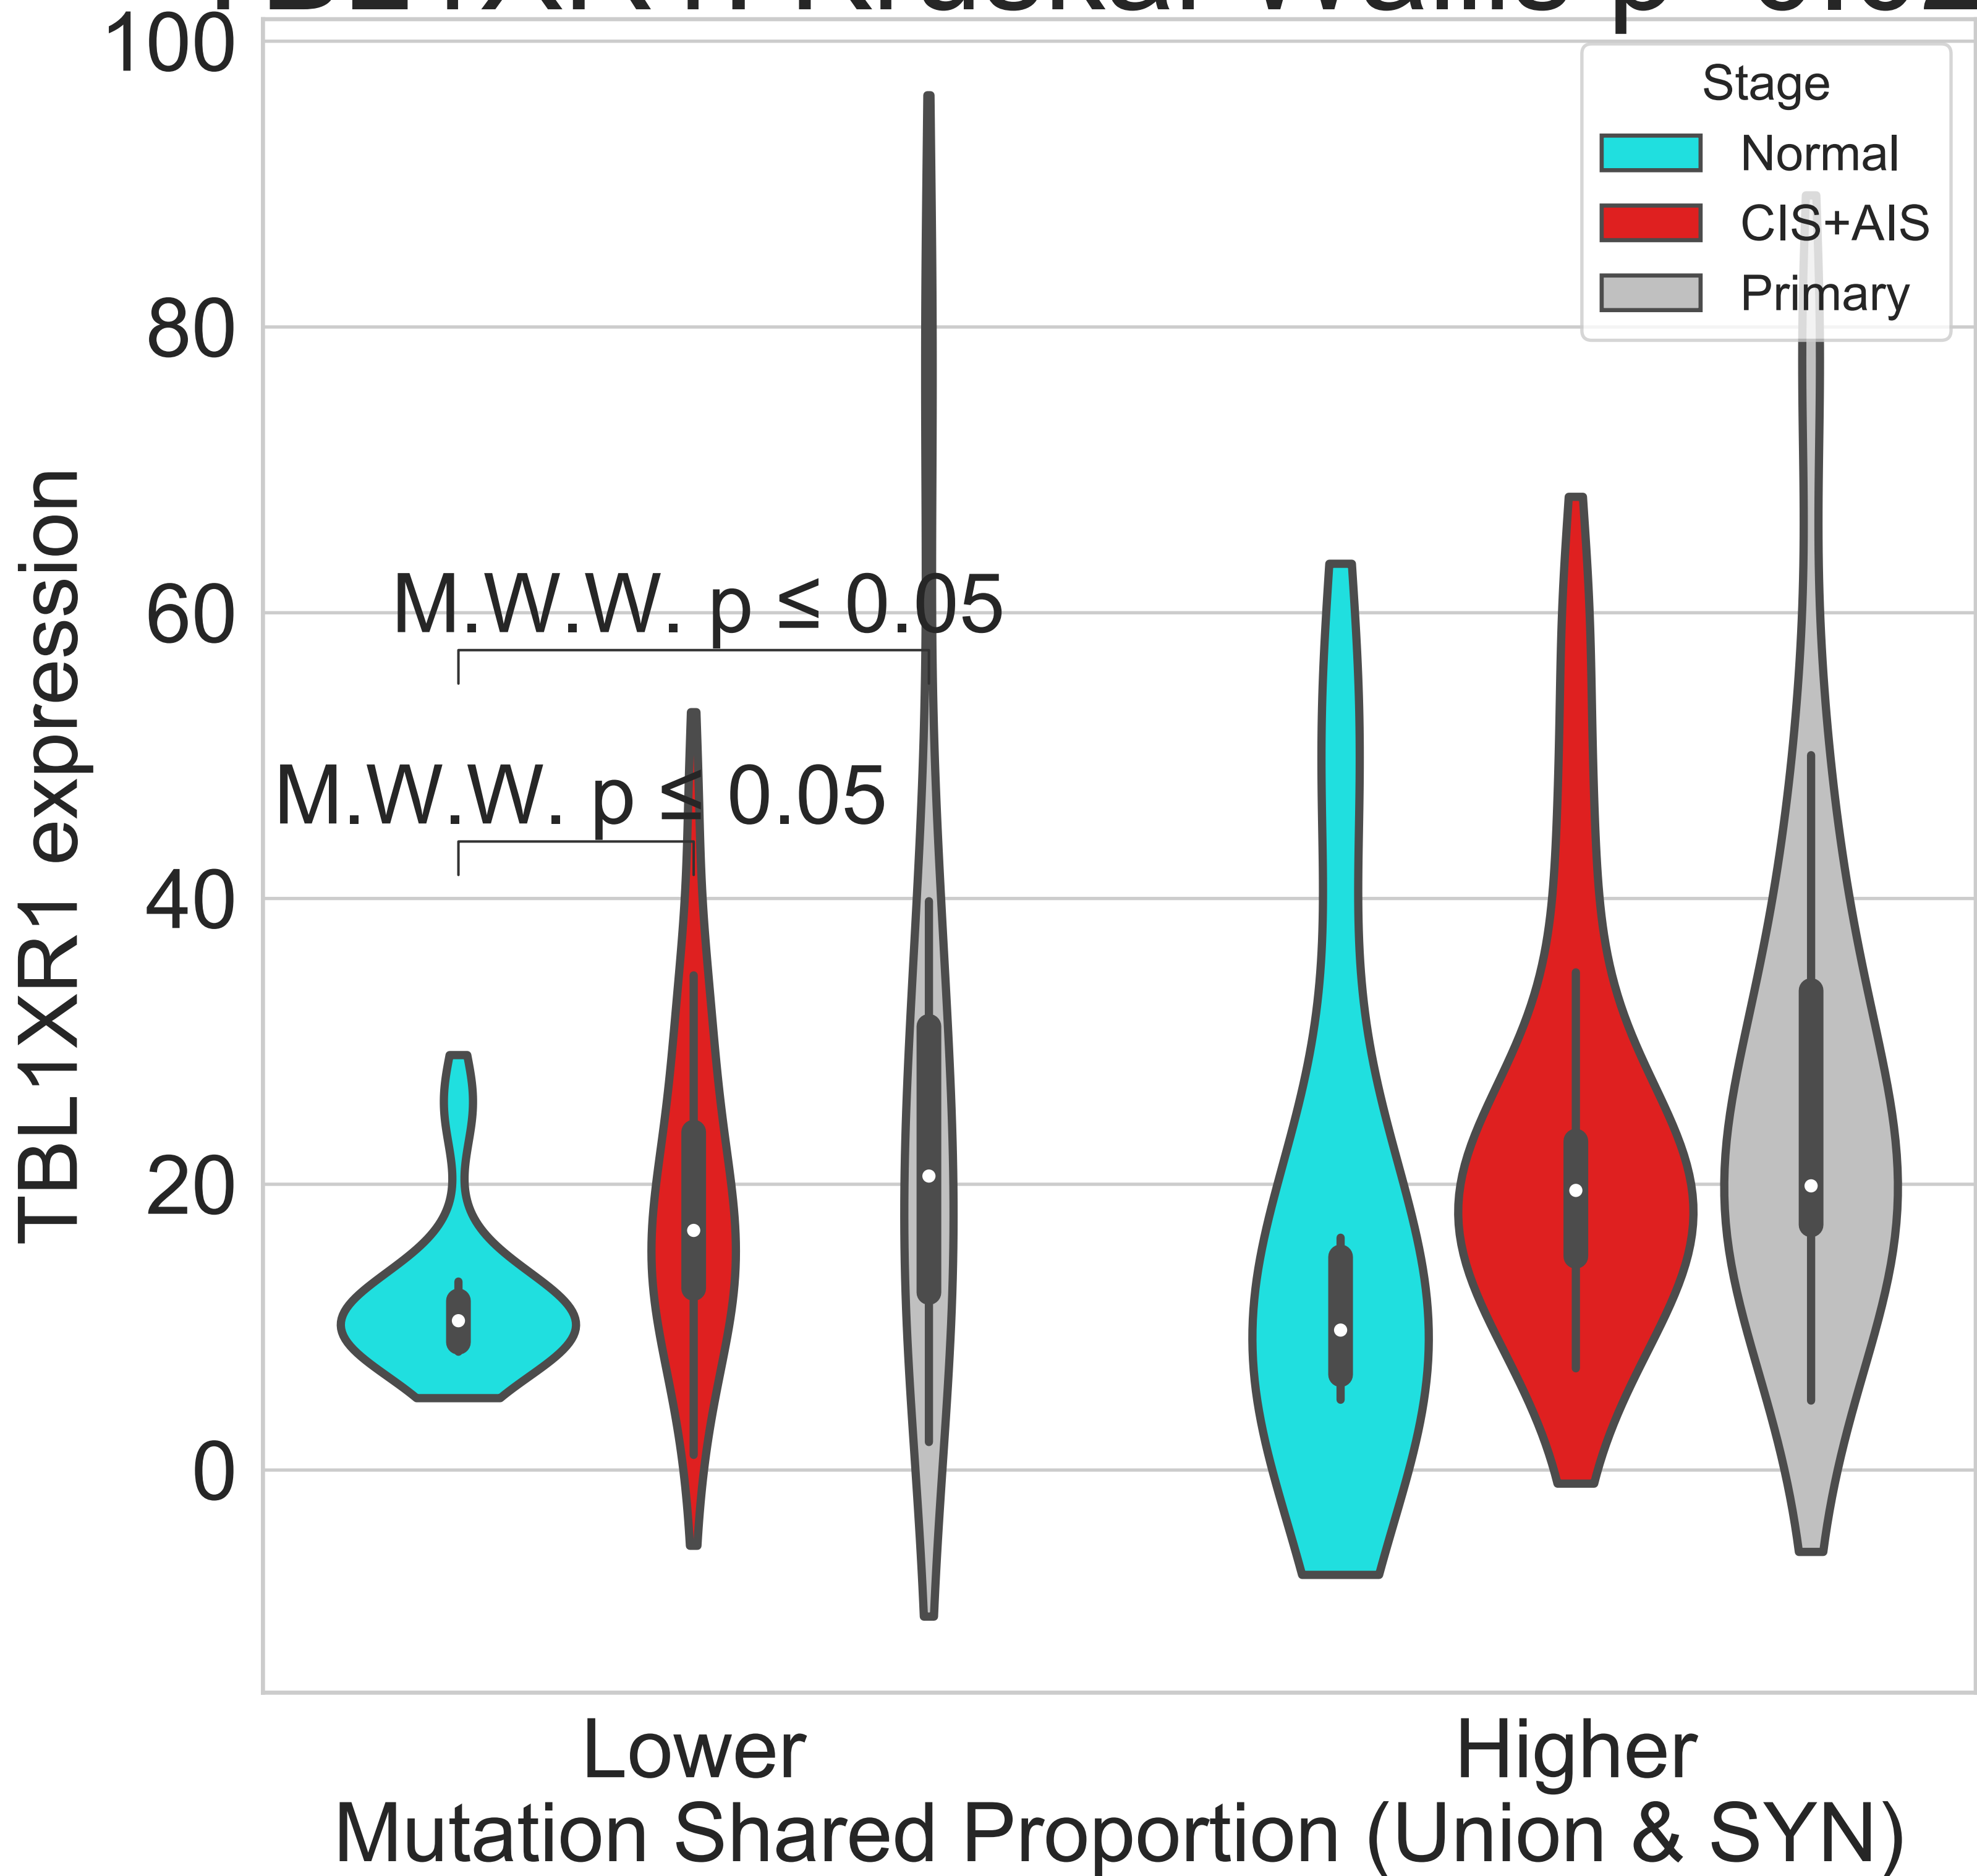 100
Stage
Normal
CIS+AIS
Primary
80
60
40
20
0
TBL1XR1 expression
M.W.W. p ≤ 0.05
M.W.W. p ≤ 0.05
Lower
Higher
Mutation Shared Proportion (Union & SYN)